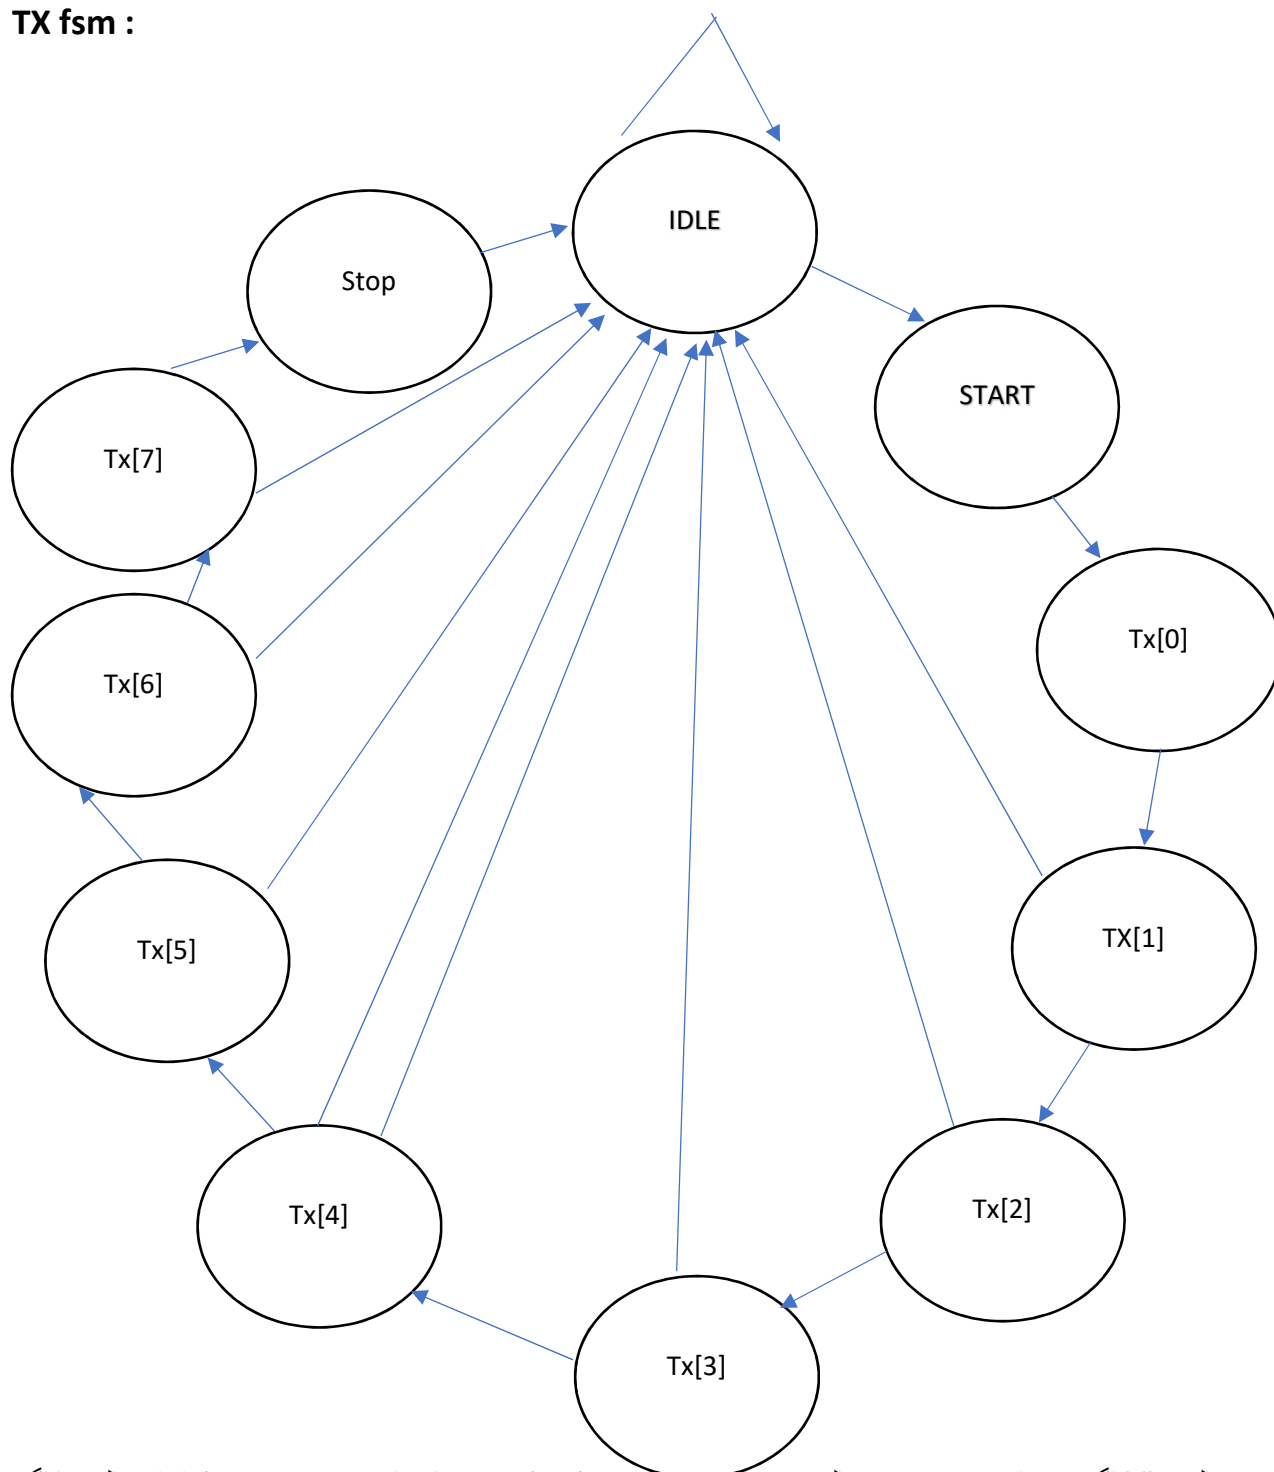 TX fsm :
IDLE
Stop
START
Tx[7]
Tx[0]
Tx[6]
TX[1]
Tx[5]
Tx[2]
Tx[4]
Tx[3]